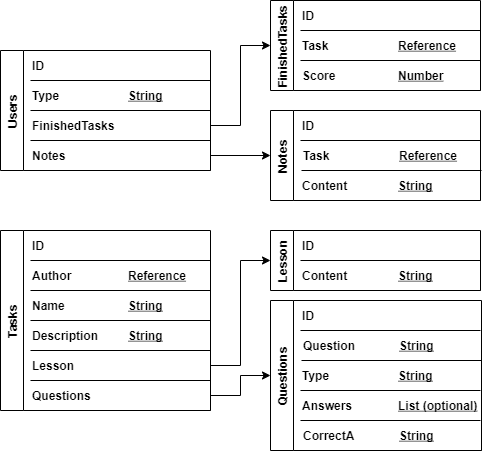 Users
ID
Type String
FinishedTasks
Notes
FinishedTasks
ID
Task Reference
Score Number
Notes
ID
Task Reference
Content String
Tasks
ID
Author Reference
Name String
Description String
Lesson
Questions
Lesson
ID
Content String
Questions
ID
Question String
Type String
Answers List (optional)
CorrectA String